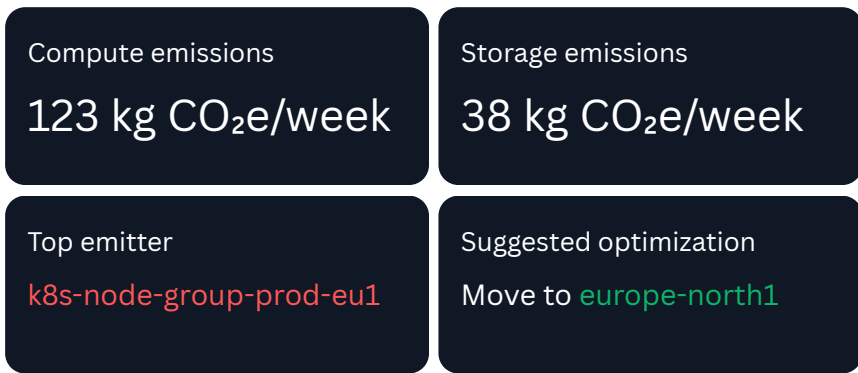 Compute emissions
123 kg CO₂e/week
Storage emissions
38 kg CO₂e/week
Top emitter
k8s-node-group-prod-eu1
Suggested optimization
Move to europe-north1